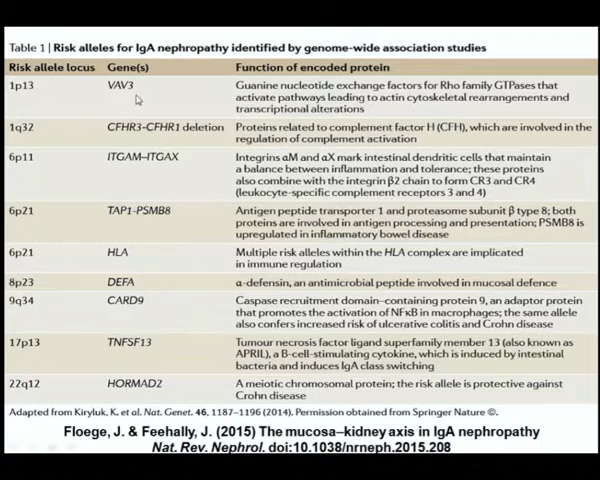 Table 1 | Risk alleles for IgA nephropathy identified by genome-wide association studies
Risk allele locus Gene(s) Function of encoded protein
1p13 VAV3 Guanine nucleotide exchange factors for Rho family GTPases that
activate pathways leading to actin cytoskeletal rearrangements and
transcriptional alterations
1q32 CFHR3-CFHR1 deletion Proteins related to complement factor H (CFH), which are involved in the
regulation of complement activation
6p11 ITGAM–ITGAX Integrins αM and αX mark intestinal dendritic cells that maintain
a balance between inflammation and tolerance; these proteins
also combine with the integrin β2 chain to form CR3 and CR4
(leukocyte-specific complement receptors 3 and 4)
6p21 TAP1-PSMB8 Antigen peptide transporter 1 and proteasome subunit β type 8; both
proteins are involved in antigen processing and presentation; PSMB8 is
upregulated in inflammatory bowel disease
6p21 HLA Multiple risk alleles within the HLA complex are implicated
in immune regulation
8p23 DEFA α-defensin, an antimicrobial peptide involved in mucosal defence
9q34 CARD9 Caspase recruitment domain–containing protein 9, an adaptor protein
that promotes the activation of NFκB in macrophages; the same allele
also confers increased risk of ulcerative colitis and Crohn disease
17p13 TNFSF13 Tumour necrosis factor ligand superfamily member 13 (also known as
APRIL), a B-cell-stimulating cytokine, which is induced by intestinal
bacteria and induces IgA class switching
22q12 HORMAD2 A meiotic chromosomal protein; the risk allele is protective against
Crohn disease
Adapted from Kiryluk, K. et al. Nat. Genet. 46, 1187–1196 (2014). Permission obtained from Springer Nature ©.
Floege, J. & Feehally, J. (2015) The mucosa–kidney axis in IgA nephropathy
Nat. Rev. Nephrol. doi:10.1038/nrneph.2015.208